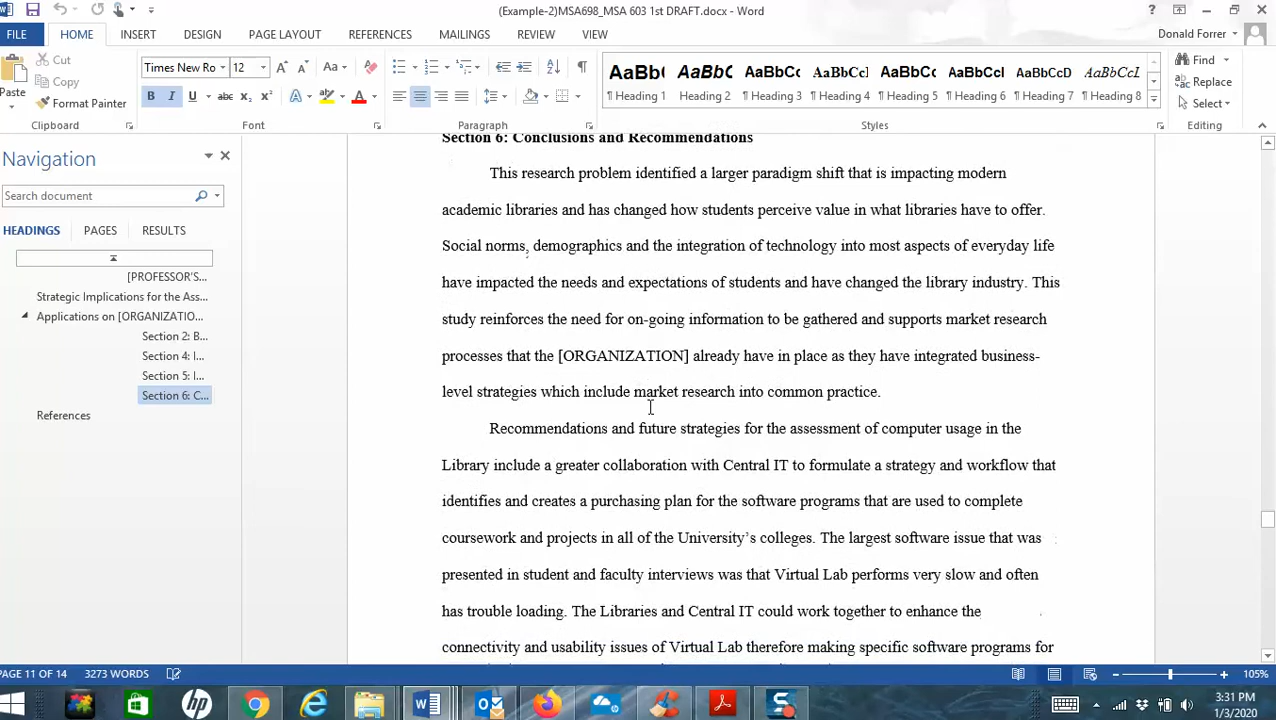 (Example-2)MSA698_MSA 603 1st DRAFT.docx - Word
FILE HOME INSERT DESIGN PAGE LAYOUT REFERENCES MAILINGS REVIEW VIEW Donald Forrer
Paste
Cut
Copy
Format Painter
Clipboard
Times New Ro 12
Font
Paragraph
AaBb( AaBbCc AaBbCc AaBbCc AaBbCc AaBbCcI AaBbCcD AaBbCcI
¶ Heading 1 Heading 2 ¶ Heading 3 ¶ Heading 4 ¶ Heading 5 ¶ Heading 6 ¶ Heading 7 ¶ Heading 8
Styles
Find
Replace
Select
Editing
Navigation
Search document
HEADINGS PAGES RESULTS
[PROFESSOR'S...
Strategic Implications for the Ass...
Applications on [ORGANIZATIO...
Section 2: B...
Section 4: I...
Section 5: I...
Section 6: C...
References
Section 6: Conclusions and Recommendations
This research problem identified a larger paradigm shift that is impacting modern
academic libraries and has changed how students perceive value in what libraries have to offer.
Social norms, demographics and the integration of technology into most aspects of everyday life
have impacted the needs and expectations of students and have changed the library industry. This
study reinforces the need for on-going information to be gathered and supports market research
processes that the [ORGANIZATION] already have in place as they have integrated business-
level strategies which include market research into common practice.
Recommendations and future strategies for the assessment of computer usage in the
Library include a greater collaboration with Central IT to formulate a strategy and workflow that
identifies and creates a purchasing plan for the software programs that are used to complete
coursework and projects in all of the University’s colleges. The largest software issue that was
presented in student and faculty interviews was that Virtual Lab performs very slow and often
has trouble loading. The Libraries and Central IT could work together to enhance the
connectivity and usability issues of Virtual Lab therefore making specific software programs for
PAGE 11 OF 14 3273 WORDS 105%
3:31 PM
1/3/2020